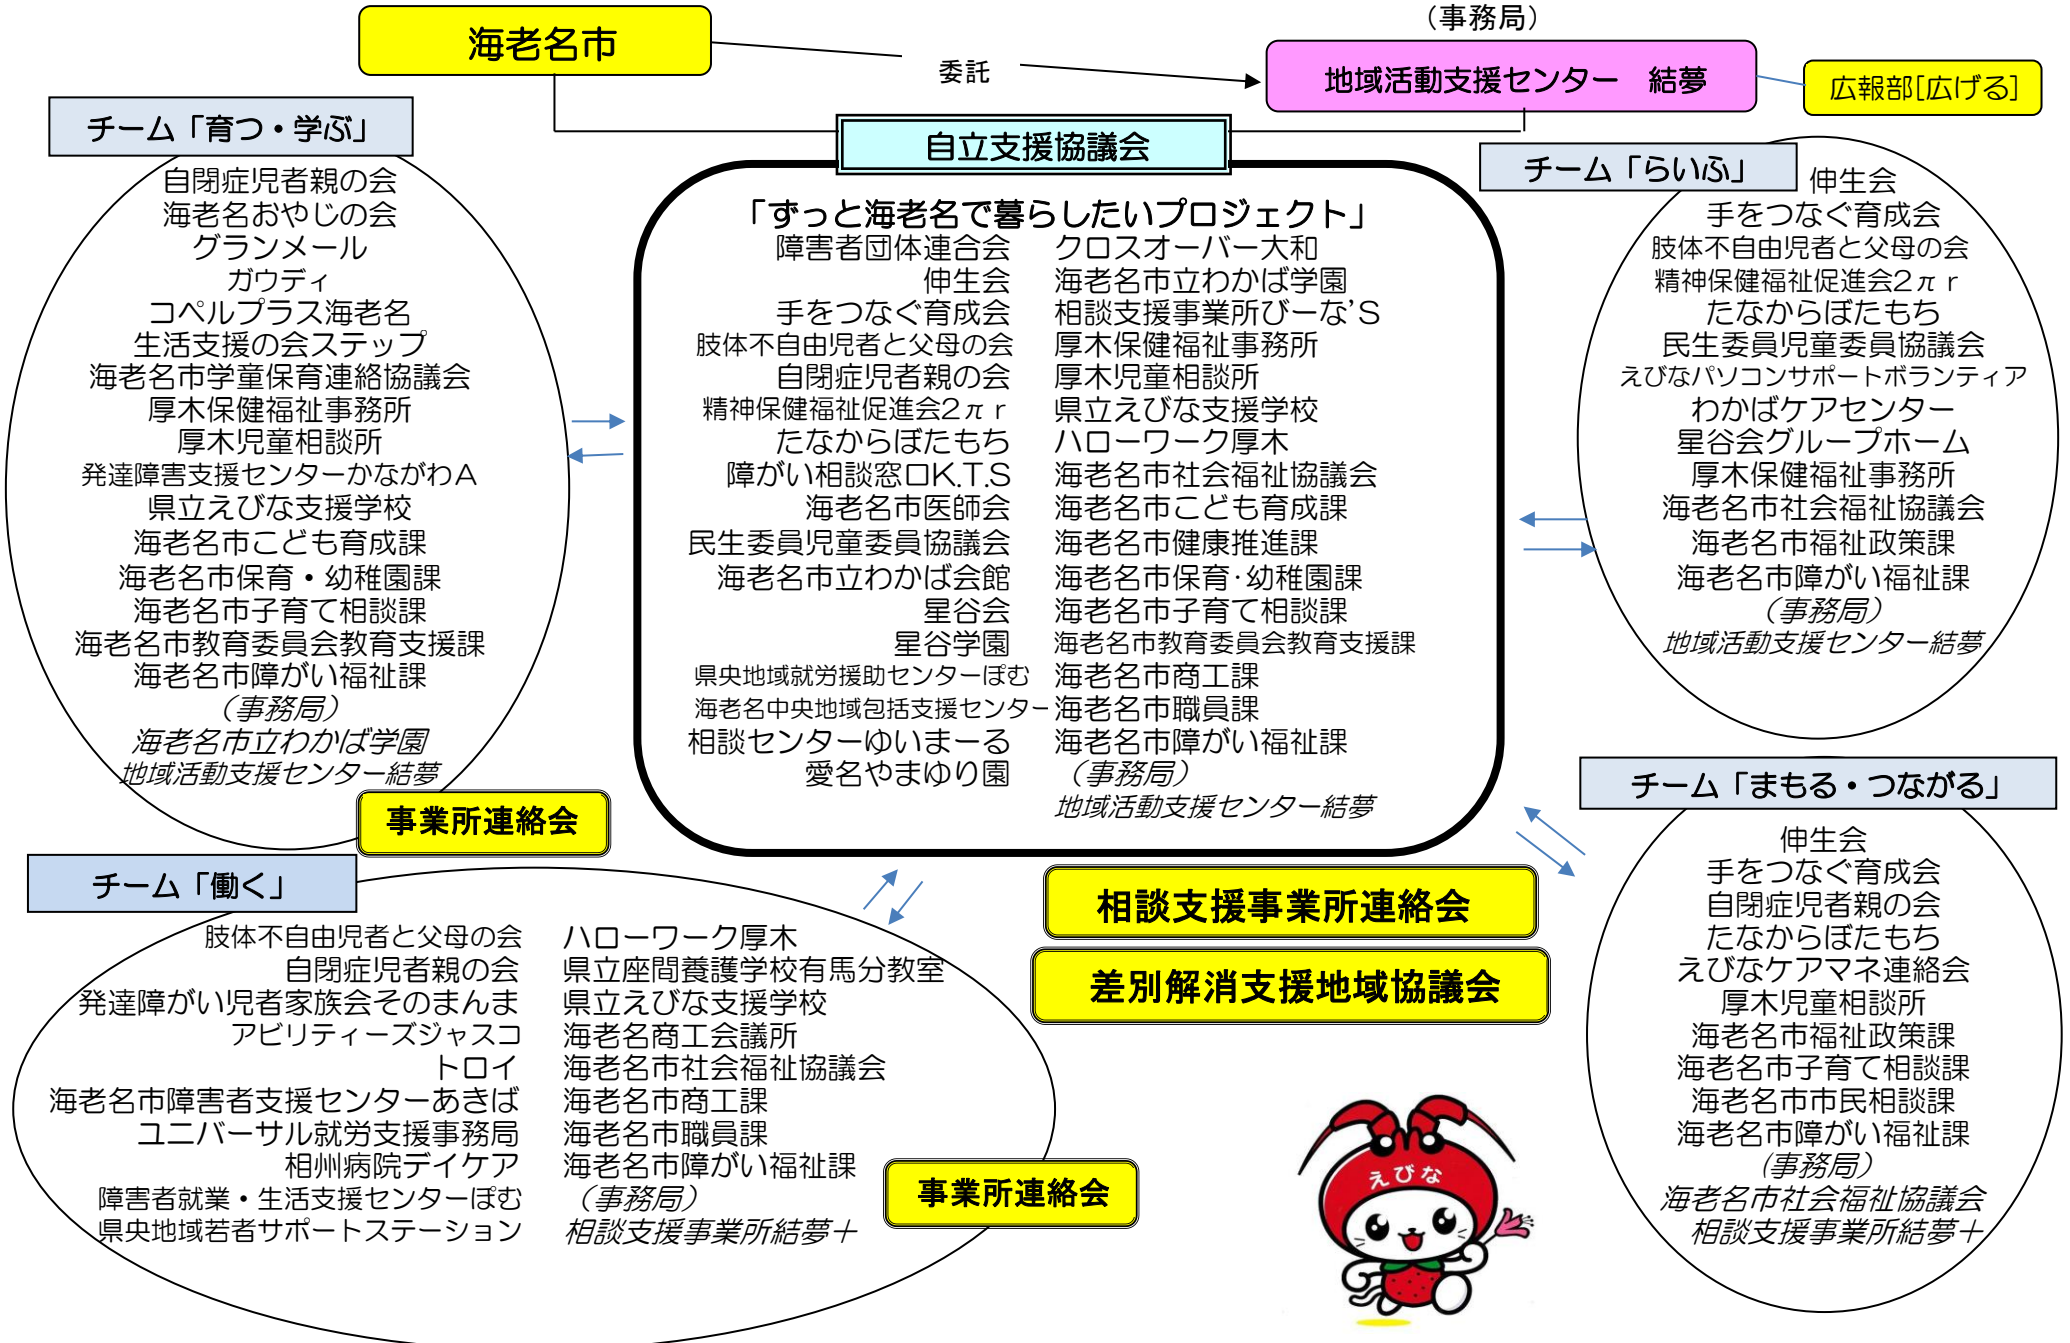 海老名市
委託
（事務局）
地域活動支援センター　結夢
広報部[広げる]
自立支援協議会
チーム「育つ・学ぶ」
自閉症児者親の会
海老名おやじの会
グランメール
ガウディ
コペルプラス海老名
生活支援の会ステップ
海老名市学童保育連絡協議会
厚木保健福祉事務所
厚木児童相談所
発達障害支援センターかながわＡ
県立えびな支援学校
海老名市こども育成課
海老名市保育・幼稚園課
海老名市子育て相談課
海老名市教育委員会教育支援課
海老名市障がい福祉課
（事務局）
海老名市立わかば学園
地域活動支援センター結夢
事業所連絡会
「ずっと海老名で暮らしたいプロジェクト」
障害者団体連合会
伸生会
手をつなぐ育成会
肢体不自由児者と父母の会
自閉症児者親の会
精神保健福祉促進会2πｒ
たなからぼたもち
障がい相談窓口K.T.S
海老名市医師会
民生委員児童委員協議会
海老名市立わかば会館
星谷会
星谷学園
県央地域就労援助センターぽむ
海老名中央地域包括支援センター
相談センターゆいまーる
愛名やまゆり園
クロスオーバー大和
海老名市立わかば学園
相談支援事業所びーな’S
厚木保健福祉事務所
厚木児童相談所
県立えびな支援学校
ハローワーク厚木
海老名市社会福祉協議会
海老名市こども育成課
海老名市健康推進課
海老名市保育･幼稚園課
海老名市子育て相談課
海老名市教育委員会教育支援課
海老名市商工課
海老名市職員課
海老名市障がい福祉課
（事務局）
地域活動支援センター結夢
チーム「らいふ」
伸生会
手をつなぐ育成会
肢体不自由児者と父母の会
精神保健福祉促進会2πｒ
たなからぼたもち
民生委員児童委員協議会
えびなパソコンサポートボランティア
わかばケアセンター
星谷会グループホーム
厚木保健福祉事務所
海老名市社会福祉協議会
海老名市福祉政策課
海老名市障がい福祉課
（事務局）
地域活動支援センター結夢
チーム「働く」
肢体不自由児者と父母の会
自閉症児者親の会
発達障がい児者家族会そのまんま
アビリティーズジャスコ
トロイ
海老名市障害者支援センターあきば
ユニバーサル就労支援事務局
相州病院デイケア
障害者就業・生活支援センターぽむ
県央地域若者サポートステーション
ハローワーク厚木
県立座間養護学校有馬分教室
県立えびな支援学校
海老名商工会議所
海老名市社会福祉協議会
海老名市商工課
海老名市職員課
海老名市障がい福祉課
（事務局）
相談支援事業所結夢＋
事業所連絡会
相談支援事業所連絡会
差別解消支援地域協議会
チーム「まもる・つながる」
伸生会
手をつなぐ育成会
自閉症児者親の会
たなからぼたもち
えびなケアマネ連絡会
厚木児童相談所
海老名市福祉政策課
海老名市子育て相談課
海老名市市民相談課
海老名市障がい福祉課
（事務局）
海老名市社会福祉協議会
相談支援事業所結夢＋
えびな